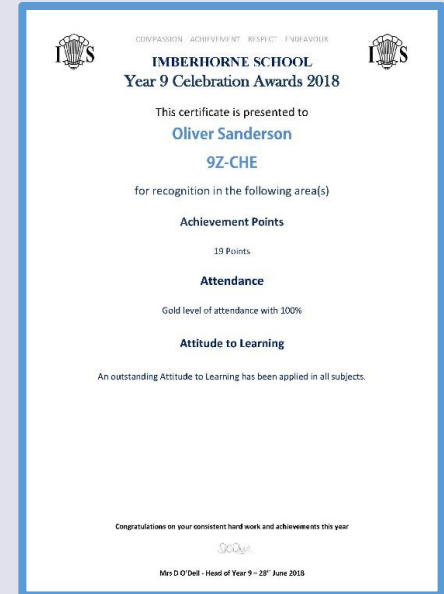 COMPASSION ACHIEVEMENT RESPECT ENDEAVOUR
IS IS
IMBERHORNE SCHOOL
Year 9 Celebration Awards 2018
This certificate is presented to
Oliver Sanderson
9Z-CHE
for recognition in the following area(s)
Achievement Points
19 Points
Attendance
Gold level of attendance with 100%
Attitude to Learning
An outstanding Attitude to Learning has been applied in all subjects.
Congratulations on your consistent hard work and achievements this year
Mrs D O'Dell - Head of Year 9 – 28th June 2018